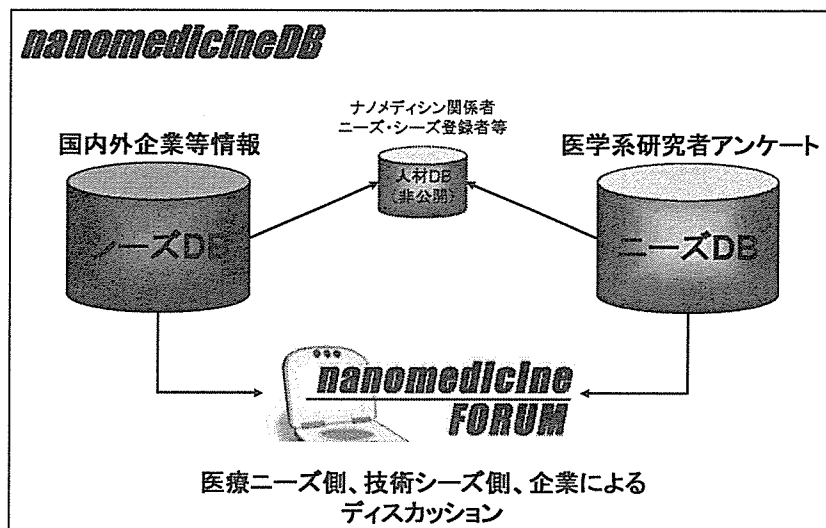 nanomedicineDB
ナノメディシン関係者
ニーズ・シーズ登録者等
国内外企業等情報
医学系研究者アンケート
人材DB
(非公開)
シーズDB
ニーズDB
nanomedicine
FORUM
医療ニーズ側、技術シーズ側、企業による
ディスカッション